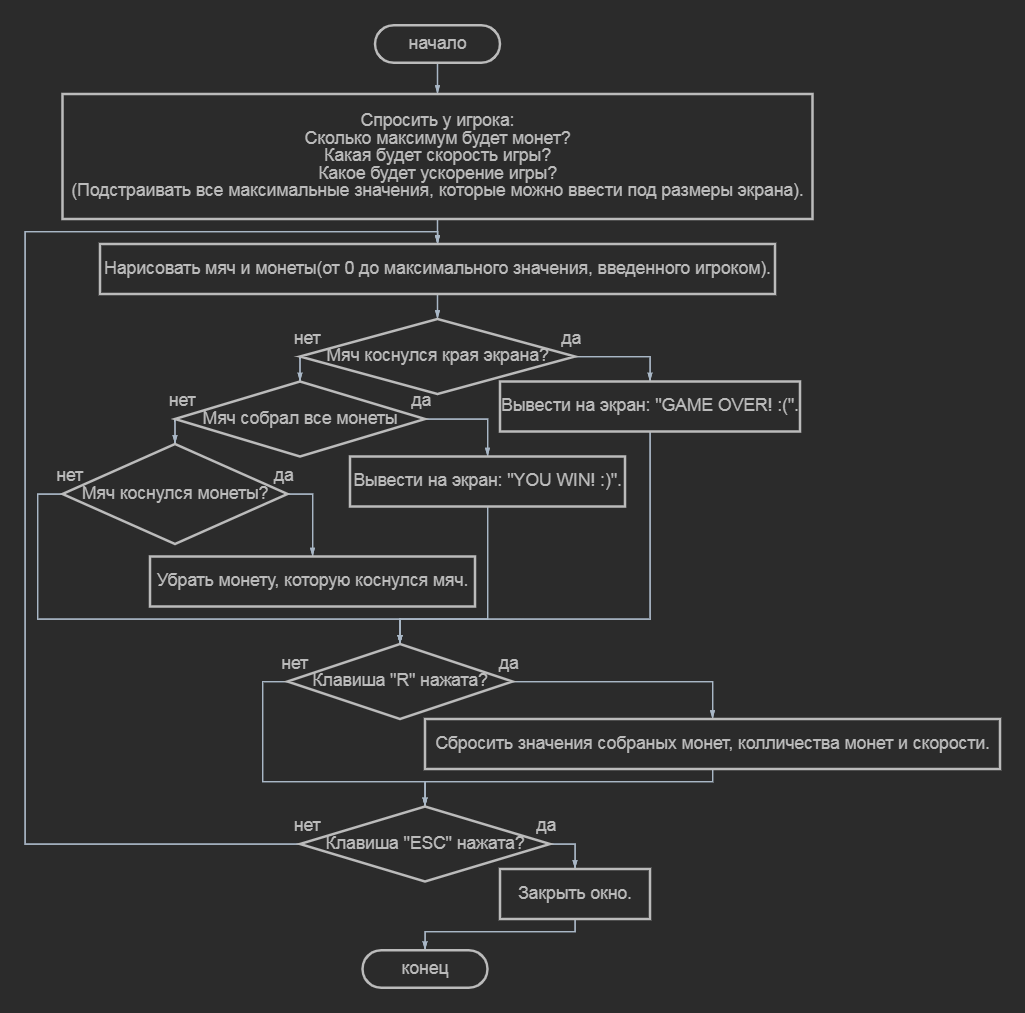 начало
Спросить у игрока:
Сколько максимум будет монет?
Какая будет скорость игры?
Какое будет ускорение игры?
(Подстраивать все максимальные значения, которые можно ввести под размеры экрана).
Нарисовать мяч и монеты(от 0 до максимального значения, введенного игроком).
нет
да
Мяч коснулся края экрана?
нет
да
Мяч собрал все монеты
Вывести на экран: "GAME OVER! :(".
нет
да
Мяч коснулся монеты?
Вывести на экран: "YOU WIN! :)".
Убрать монету, которую коснулся мяч.
нет
да
Клавиша "R" нажата?
Сбросить значения собраных монет, колличества монет и скорости.
нет
да
Клавиша "ESC" нажата?
Закрыть окно.
конец